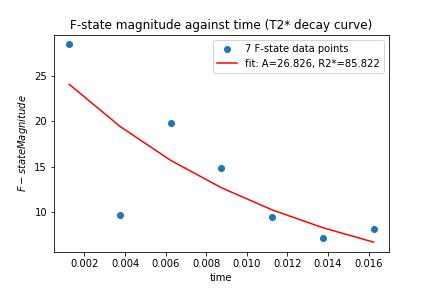 F-state magnitude against time (T2* decay curve)
7 F-state data points
fit: A=26.826, R2*=85.822
F − stateMagnitude
25
20
15
10
0.002 0.004 0.006 0.008 0.010 0.012 0.014 0.016
time